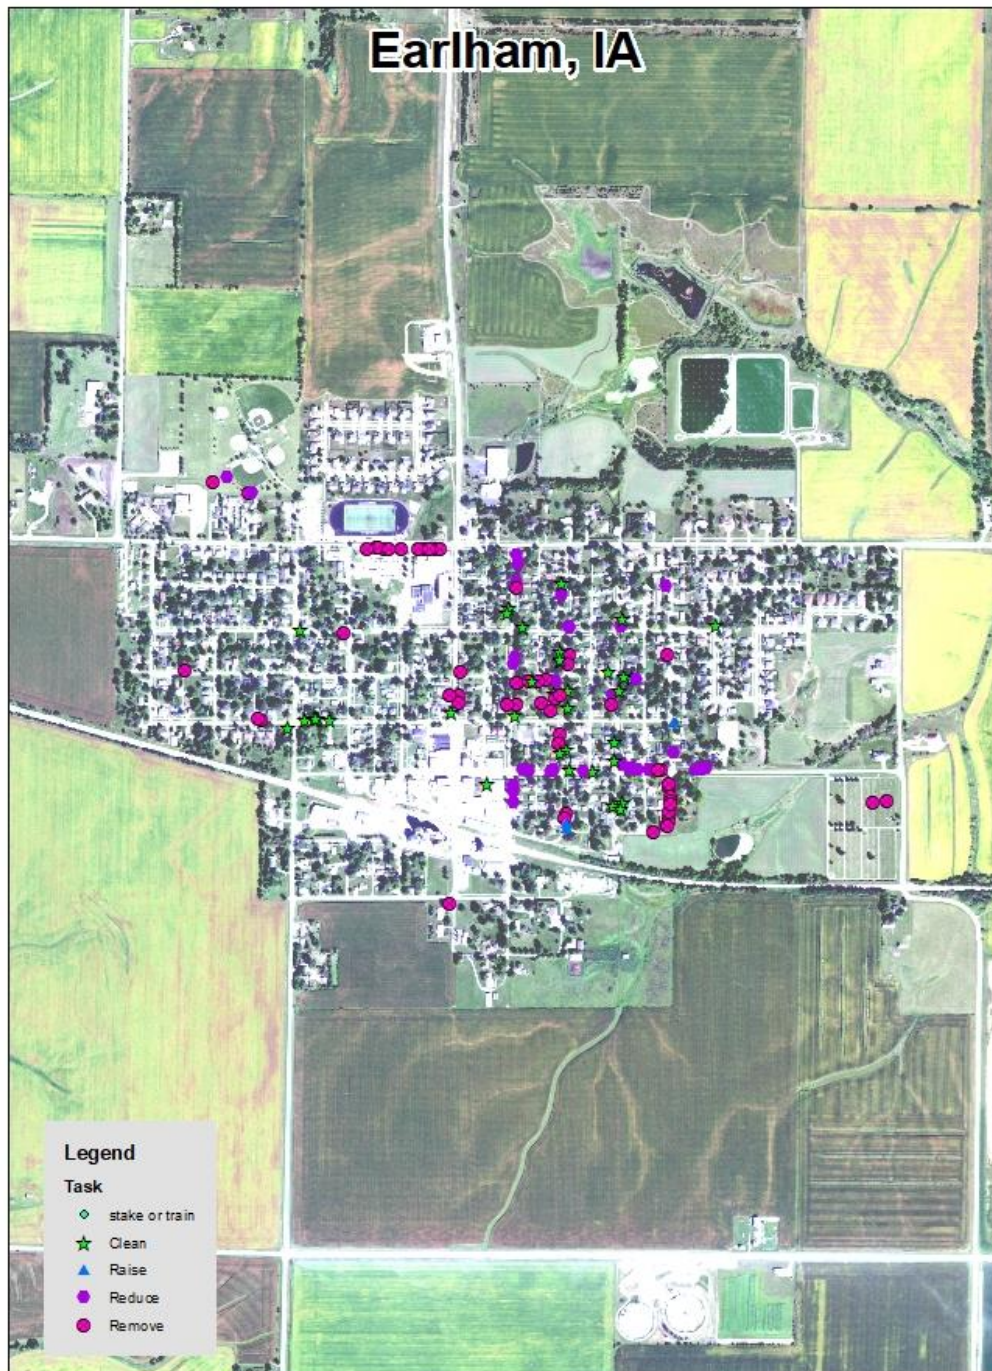 Earlham, IA
Legend
Task
stake or train
Clean
Raise
Reduce
Remove